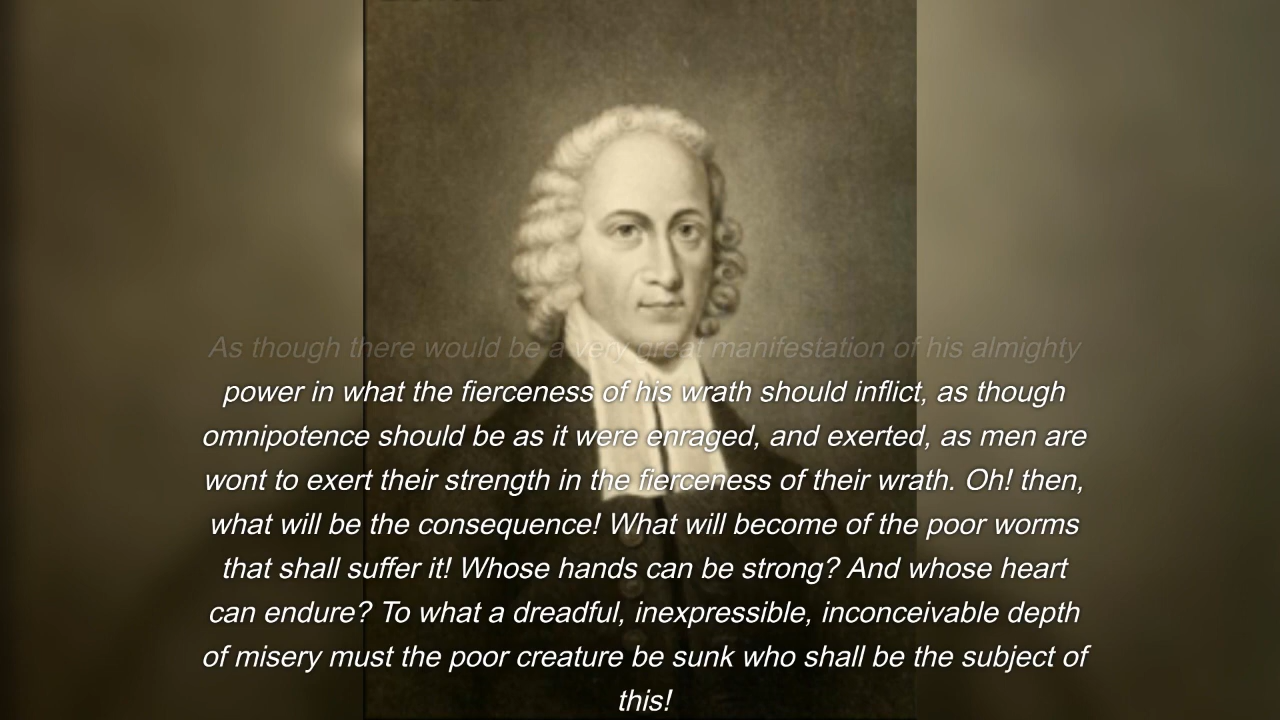 As though there would be a very great manifestation of his almighty
power in what the fierceness of his wrath should inflict, as though
omnipotence should be as it were enraged, and exerted, as men are
wont to exert their strength in the fierceness of their wrath. Oh! then,
what will be the consequence! What will become of the poor worms
that shall suffer it! Whose hands can be strong? And whose heart
can endure? To what a dreadful, inexpressible, inconceivable depth
of misery must the poor creature be sunk who shall be the subject of
this!